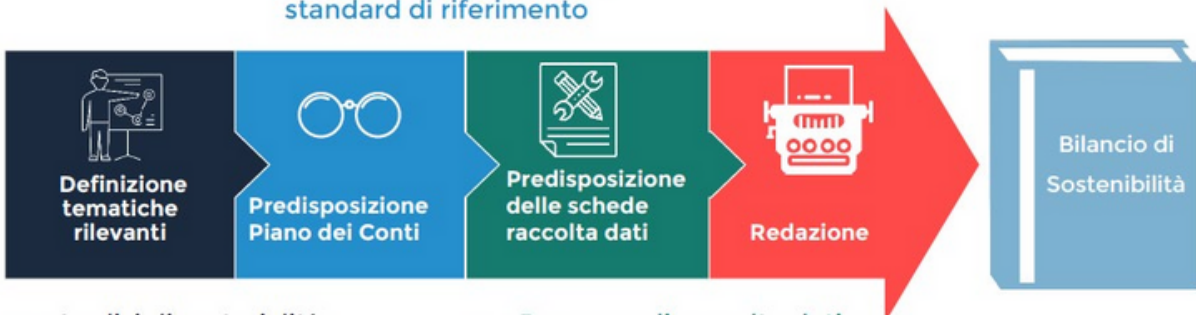 standard di riferimento
Definizione
tematiche
rilevanti
Predisposizione
Piano dei Conti
Predisposizione
delle schede
raccolta dati
Redazione
Bilancio di
Sostenibilità